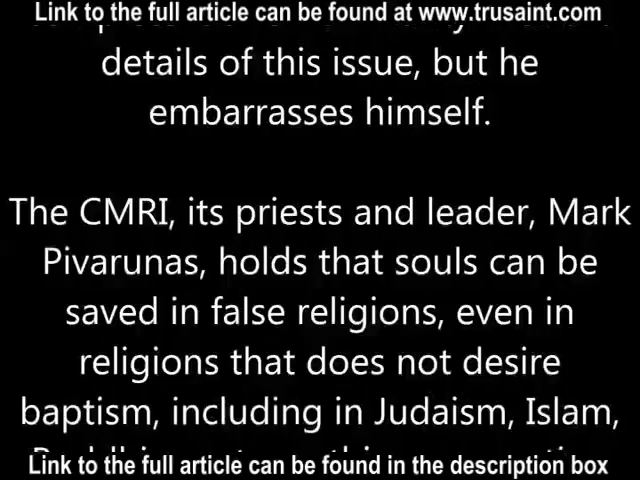 Link to the full article can be found at www.trusaint.com
details of this issue, but he
embarrasses himself.
The CMRI, its priests and leader, Mark
Pivarunas, holds that souls can be
saved in false religions, even in
religions that does not desire
baptism, including in Judaism, Islam,
Link to the full article can be found in the description box